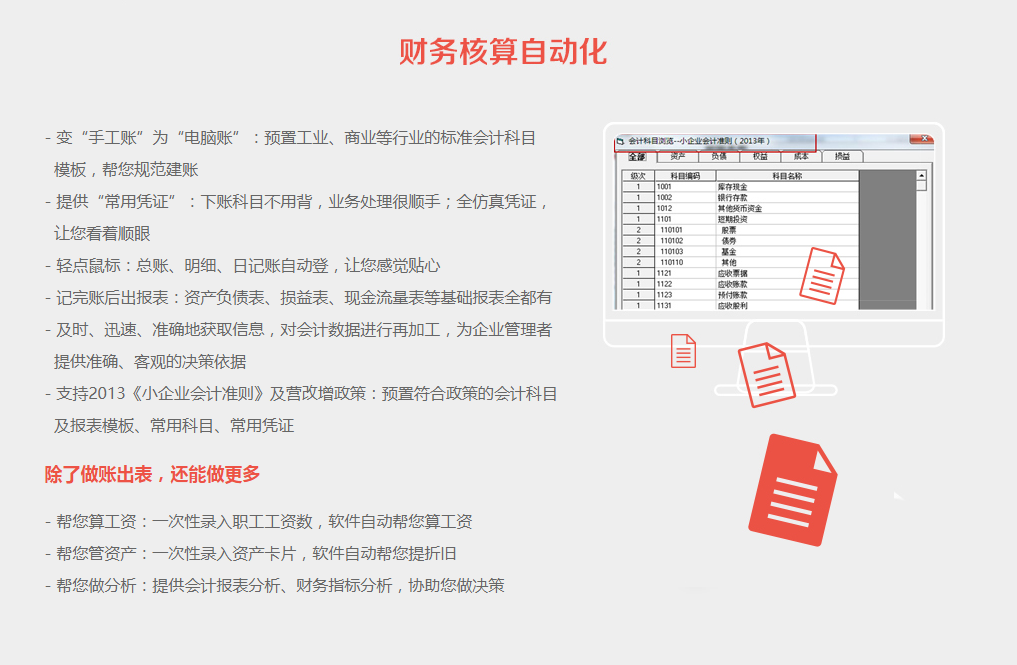 财务核算自动化
- 变“手工账”为“电脑账”：预置工业、商业等行业的标准会计科目
模板，帮您规范建账
- 提供“常用凭证”：下账科目不用背，业务处理很顺手；全仿真凭证，
让您看着顺眼
- 轻点鼠标：总账、明细、日记账自动登，让您感觉贴心
- 记完账后出报表：资产负债表、损益表、现金流量表等基础报表全都有
- 及时、迅速、准确地获取信息，对会计数据进行再加工，为企业管理者
提供准确、客观的决策依据
- 支持2013《小企业会计准则》及营改增政策：预置符合政策的会计科目
及报表模板、常用科目、常用凭证
除了做账出表，还能做更多
- 帮您算工资：一次性录入职工工资数，软件自动帮您算工资
- 帮您管资产：一次性录入资产卡片，软件自动帮您提折旧
- 帮您做分析：提供会计报表分析、财务指标分析，协助您做决策
会计科目浏览--小企业会计准则（2013年）
全部 资产 负债 权益 成本 损益
级次 科目编码 科目名称
1 1001 库存现金
1 1002 银行存款
1 1012 其他货币资金
1 1101 短期投资
2 110101 股票
2 110102 债券
2 110103 基金
2 110110 其他
1 1121 应收票据
1 1122 应收账款
1 1123 预付账款
1 1131 应收股利